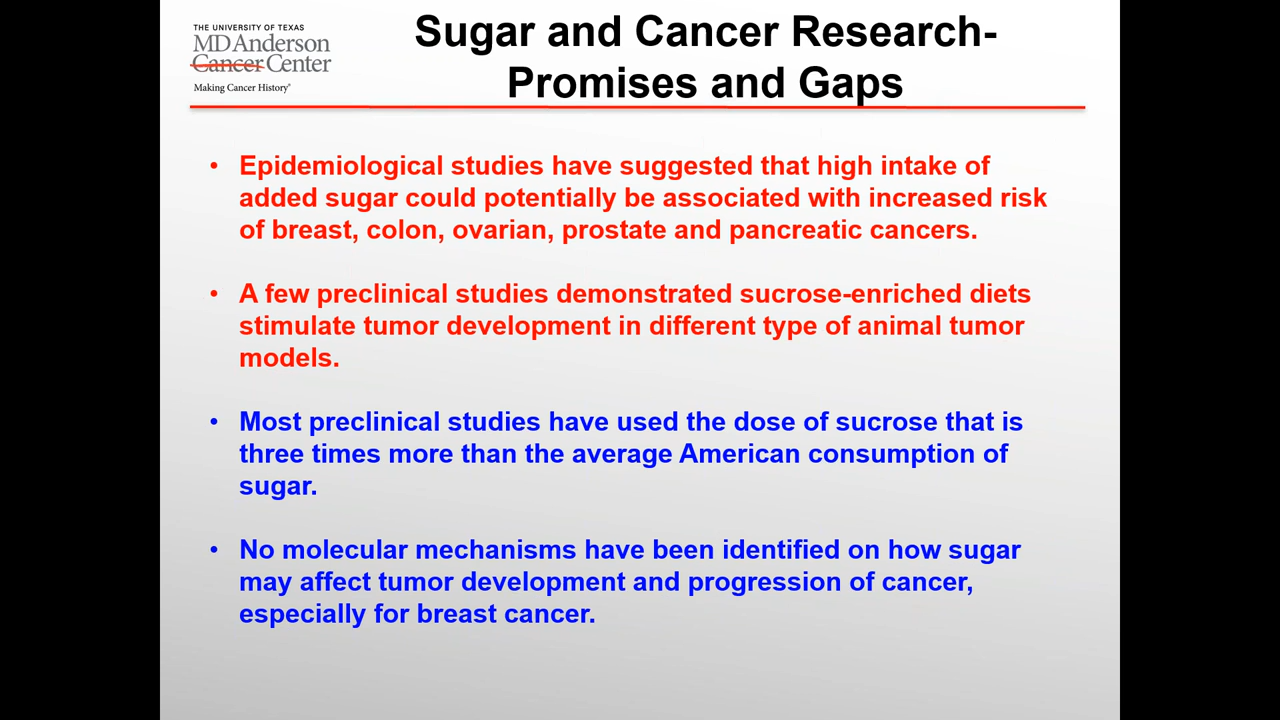 THE UNIVERSITY OF TEXAS
MD Anderson
Cancer Center
Making Cancer History®
Sugar and Cancer Research-
Promises and Gaps
• Epidemiological studies have suggested that high intake of
added sugar could potentially be associated with increased risk
of breast, colon, ovarian, prostate and pancreatic cancers.
• A few preclinical studies demonstrated sucrose-enriched diets
stimulate tumor development in different type of animal tumor
models.
• Most preclinical studies have used the dose of sucrose that is
three times more than the average American consumption of
sugar.
• No molecular mechanisms have been identified on how sugar
may affect tumor development and progression of cancer,
especially for breast cancer.